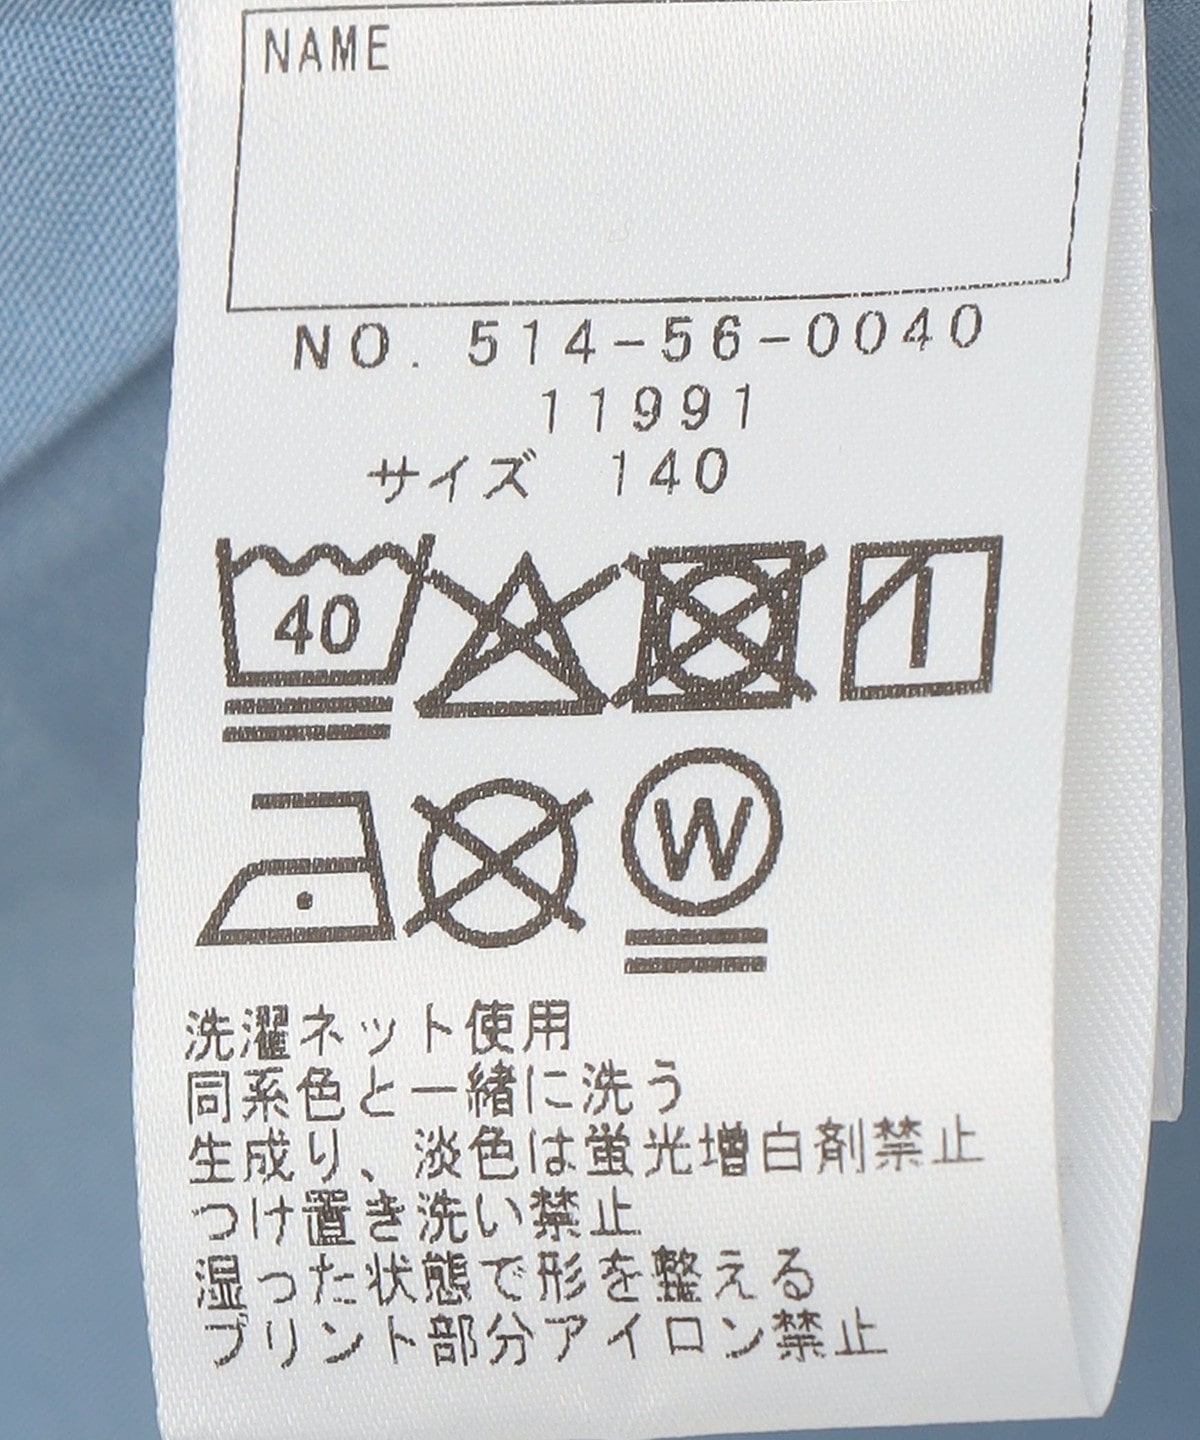 NAME
NO. 514-56-0040
11991
サイズ 140
40
W
洗濯ネット使用
同系色と一緒に洗う
生成り、淡色は蛍光増白剤禁止
つけ置き洗い禁止
湿った状態で形を整える
プリント部分アイロン禁止